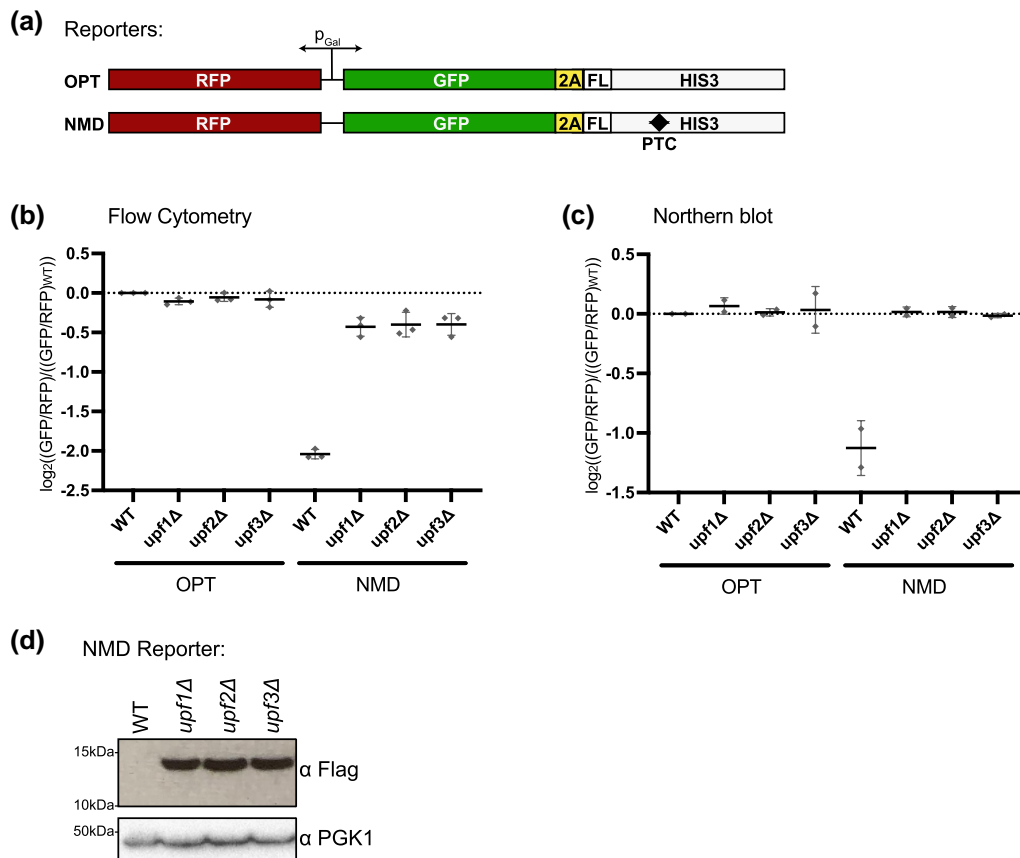 (a)
Reporters:
pGal
OPT RFP GFP 2A FL HIS3
NMD RFP GFP 2A FL HIS3
PTC
(b) Flow Cytometry
log2((GFP/RFP)/((GFP/RFP)WT))
0.5
0.0
-0.5
-1.0
-1.5
-2.0
-2.5
WT upf1Δ upf2Δ upf3Δ WT upf1Δ upf2Δ upf3Δ
OPT NMD
(c) Northern blot
log2((GFP/RFP)/((GFP/RFP)WT))
0.5
0.0
-0.5
-1.0
-1.5
WT upf1Δ upf2Δ upf3Δ WT upf1Δ upf2Δ upf3Δ
OPT NMD
(d)
NMD Reporter:
WT upf1Δ upf2Δ upf3Δ
15kDa
α Flag
10kDa
50kDa
α PGK1